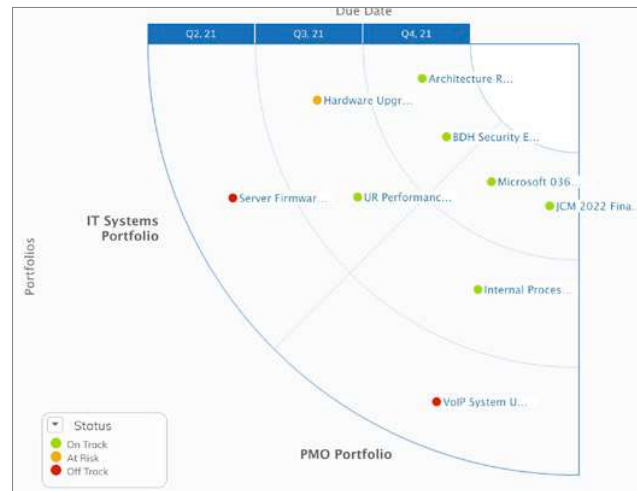 Due Date
Q2, 21
Q3, 21
Q4, 21
Architecture R...
Hardware Upgr...
BDH Security E...
Microsoft 036...
Server Firmwar...
UR Performanc...
JCM 2022 Fina...
IT Systems
Portfolio
Portfolios
Internal Proces...
VoIP System U...
Status
On Track
At Risk
Off Track
PMO Portfolio